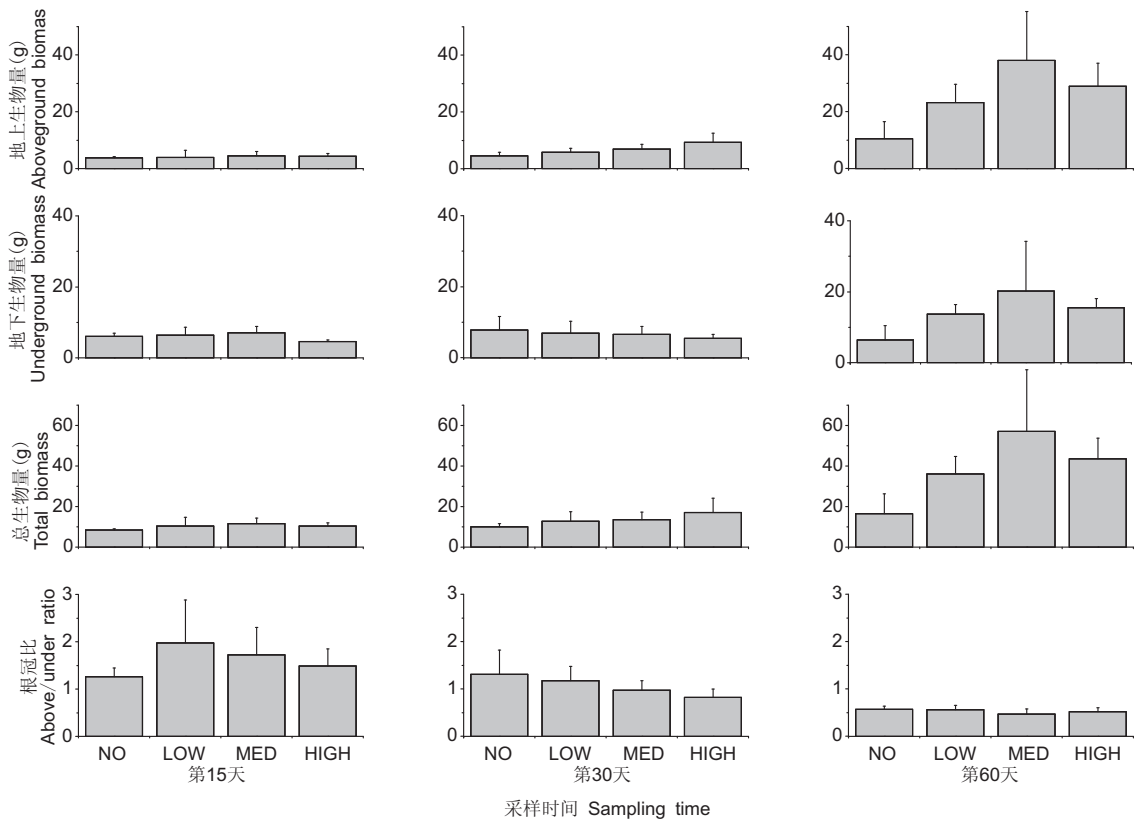 地上生物量(g)
Aboveground biomas
40
20
0
40
20
0
40
20
0
地下生物量(g)
Underground biomass
40
20
0
40
20
0
40
20
0
总生物量(g)
Total biomass
60
40
20
0
60
40
20
0
60
40
20
0
根冠比
Above/under ratio
3
2
1
0
3
2
1
0
3
2
1
0
NO LOW MED HIGH
第15天
NO LOW MED HIGH
第30天
NO LOW MED HIGH
第60天
采样时间 Sampling time